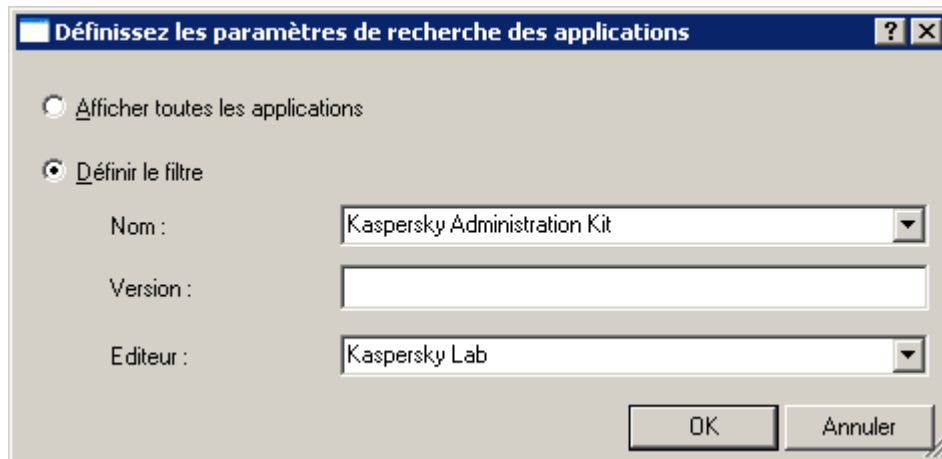 Définissez les paramètres de recherche des applications
Afficher toutes les applications
Définir le filtre
Nom : Kaspersky Administration Kit
Version :
Editeur : Kaspersky Lab
OK Annuler